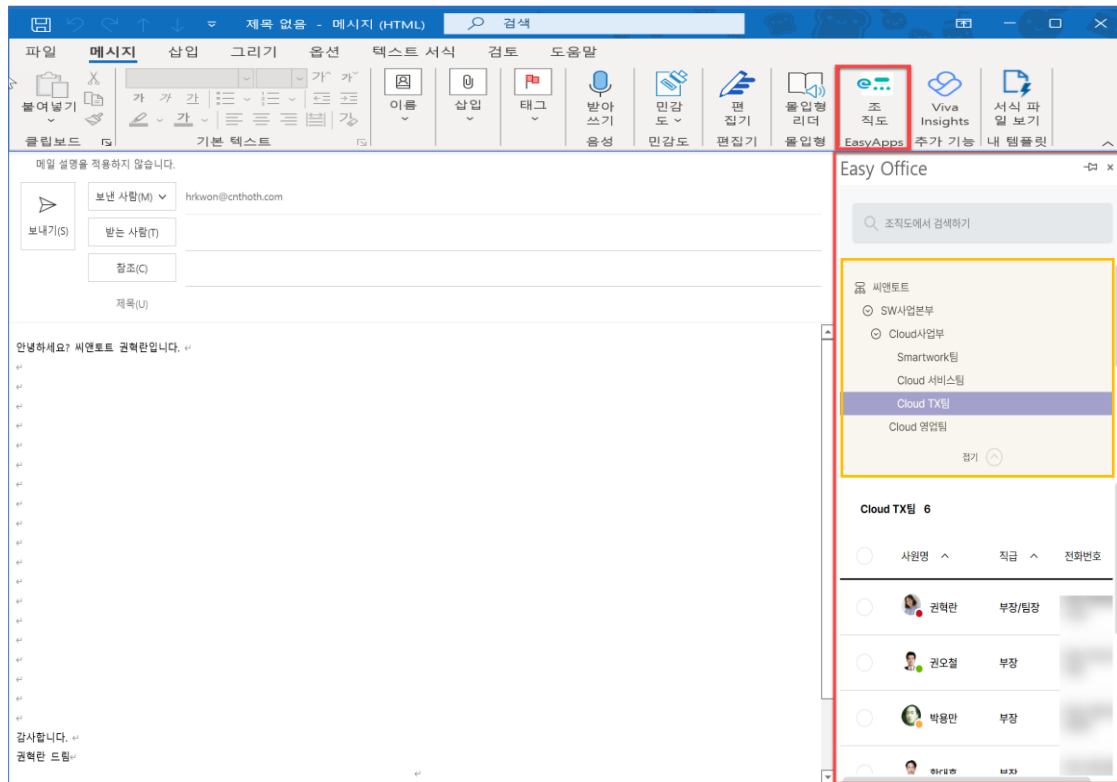 제목 없음 - 메시지 (HTML)
검색
파일 메시지 삽입 그리기 옵션 텍스트 서식 검토 도움말
붙여넣기
가 가 가
가ˆ 가ˇ
가
가
이름
삽입
태그
받아
쓰기
민감
도
편
집기
몰입형
리더
조
직도
Viva
Insights
서식 파
일 보기
클립보드 기본 텍스트 음성 민감도 편집기 몰입형 EasyApps 추가 기능 내 템플릿
메일 설명을 적용하지 않습니다.
보내기(S)
보낸 사람(M) hrkwon@cnthoth.com
받는 사람(T)
참조(C)
제목(U)
안녕하세요? 씨앤토트 권혁란입니다.
감사합니다.
권혁란 드림
Easy Office
조직도에서 검색하기
씨앤토트
SW사업본부
Cloud사업부
Smartwork팀
Cloud 서비스팀
Cloud TX팀
Cloud 영업팀
접기
Cloud TX팀 6
사원명 직급 전화번호
권혁란 부장/팀장
권오철 부장
박용만 부장